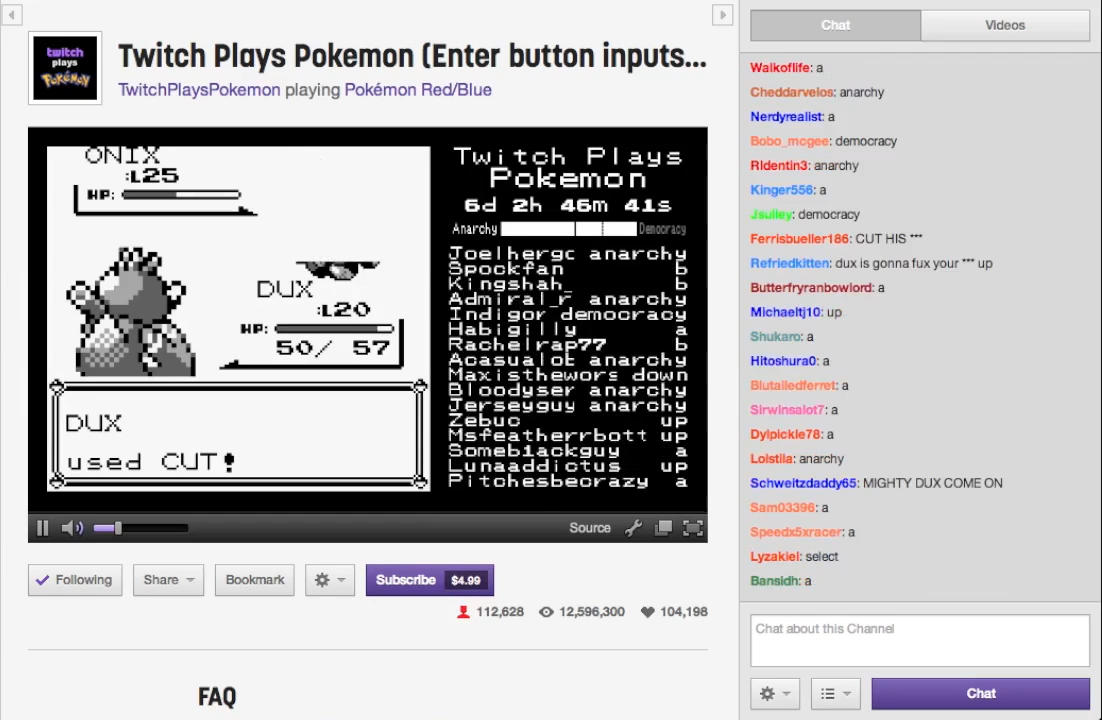 twitch
plays
POKéMON
Twitch Plays Pokemon (Enter button inputs...
TwitchPlaysPokemon playing Pokémon Red/Blue
ONIX
:L25
HP:
DUX
:L20
HP:
50/ 57
DUX
used CUT!
Twitch Plays
Pokemon
6d 2h 46m 41s
Anarchy Democracy
Joelhergc anarchy
Spockfan b
Kingshah_ b
Admiral_r anarchy
Indigor democracy
Habigilly a
Rachelrap77 b
Acasualot anarchy
Maxisthewors down
Bloodyser anarchy
Jerseyguy anarchy
Zebuc up
Msfeatherrbott up
Someb1ackguy a
Lunaaddictus up
Pitchesbecrazy a
Source
Following
Share
Bookmark
Subscribe $4.99
112,628 12,596,300 104,198
FAQ
Chat Videos
Walkoflife: a
Cheddarvelos: anarchy
Nerdyrealist: a
Bobo_mcgee: democracy
Rldentin3: anarchy
Kinger556: a
Jsulley: democracy
Ferrisbueller186: CUT HIS ***
Refriedkitten: dux is gonna fux your *** up
Butterfryranbowlord: a
Michaeltj10: up
Shukaro: a
Hitoshura0: a
Blutailedferret: a
Sirwinsalot7: a
Dylpickle78: a
Lolstila: anarchy
Schweitzdaddy65: MIGHTY DUX COME ON
Sam03396: a
Speedx5xracer: a
Lyzakiel: select
Bansidh: a
Chat about this Channel
Chat